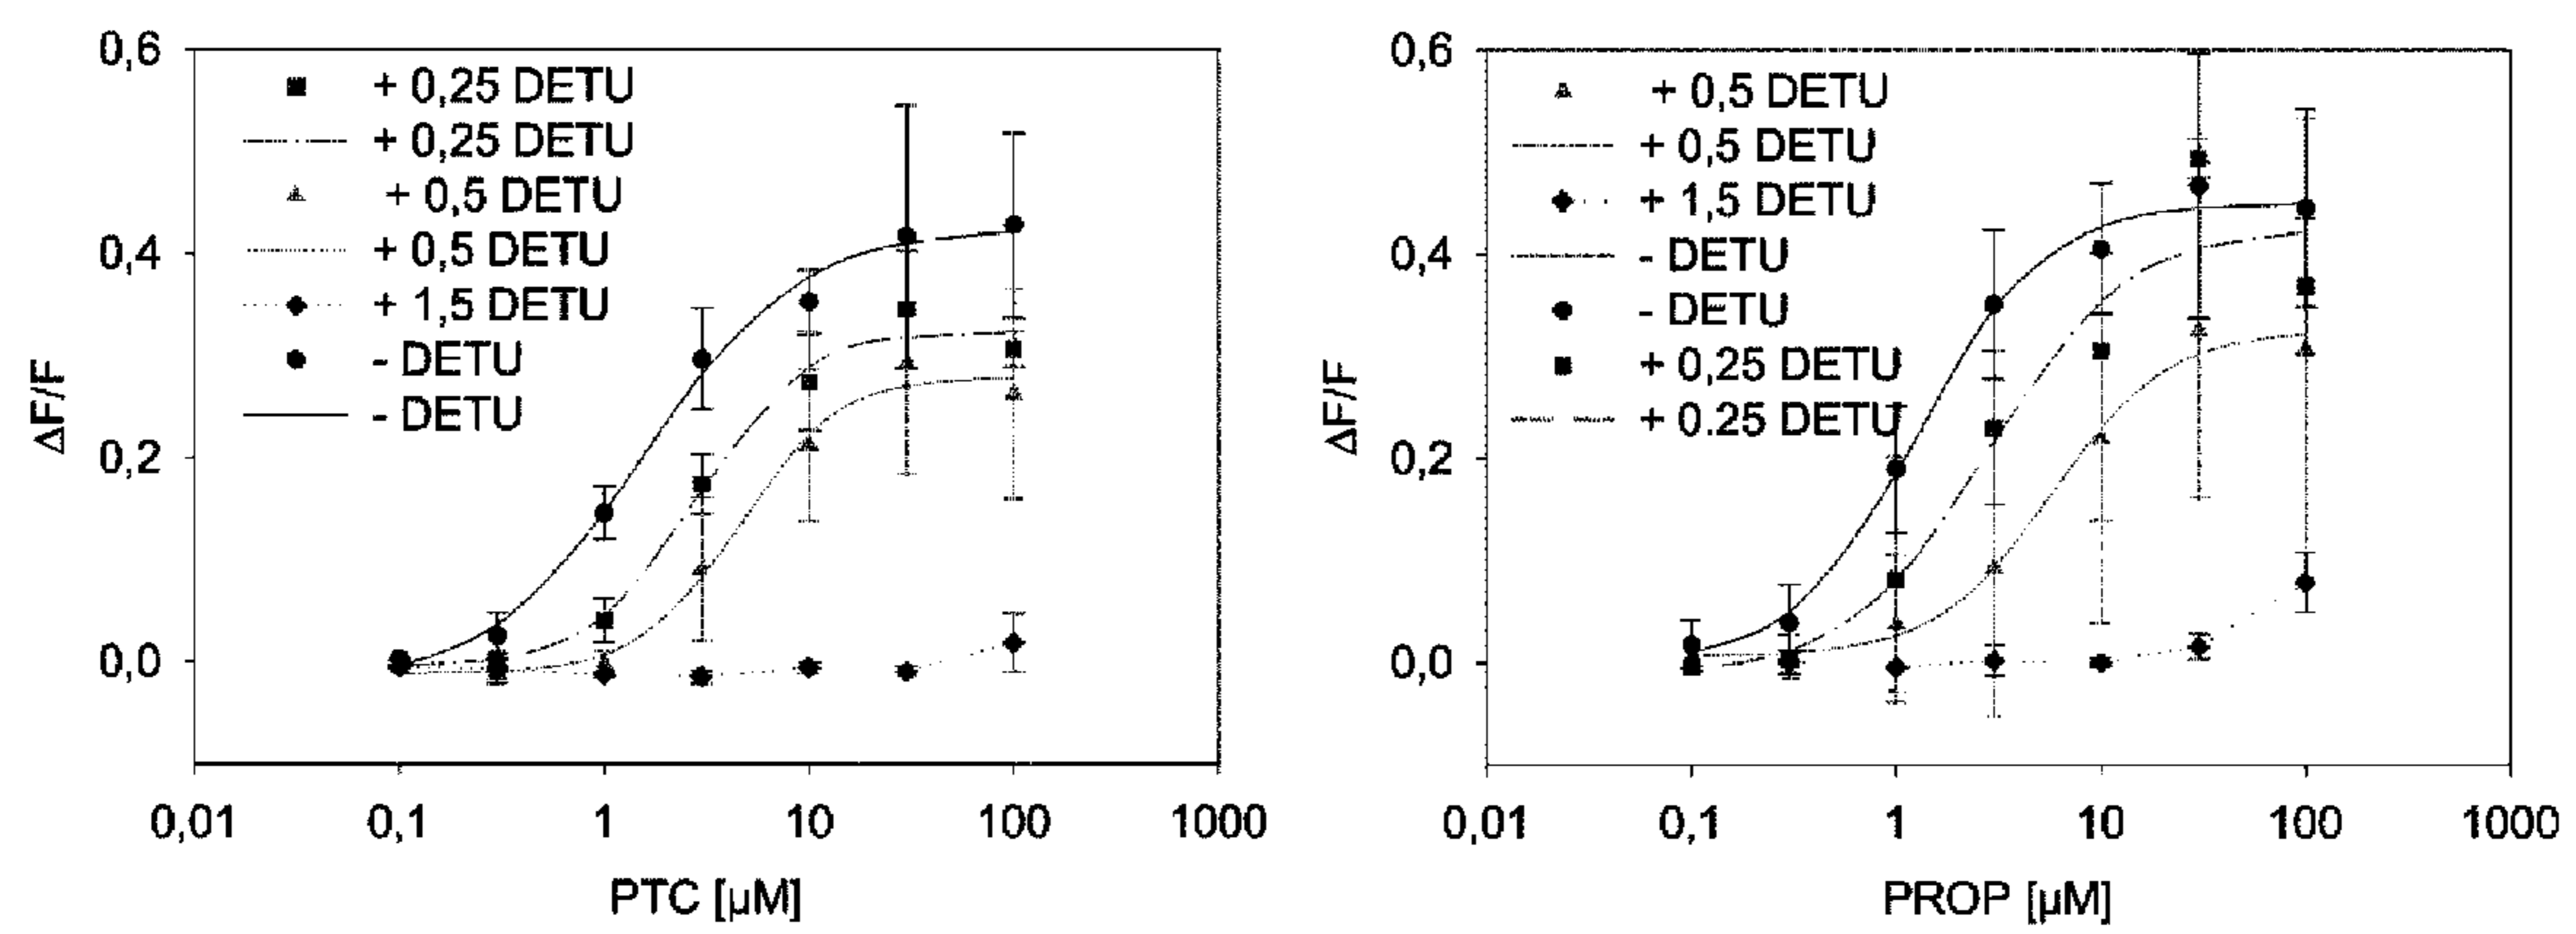 0,6
0,4
0,2
0,0
ΔF/F
+ 0,25 DETU
+ 0,25 DETU
+ 0,5 DETU
+ 0,5 DETU
+ 1,5 DETU
- DETU
- DETU
0,01 0,1 1 10 100 1000
PTC [µM]
0,6
0,4
0,2
0,0
ΔF/F
+ 0,5 DETU
+ 0,5 DETU
+ 1,5 DETU
- DETU
- DETU
+ 0,25 DETU
+ 0.25 DETU
0,01 0,1 1 10 100 1000
PROP [µM]